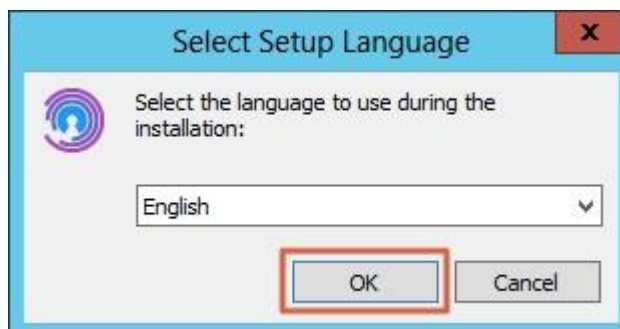 Select Setup Language
x
Select the language to use during the
installation:
English
OK
Cancel